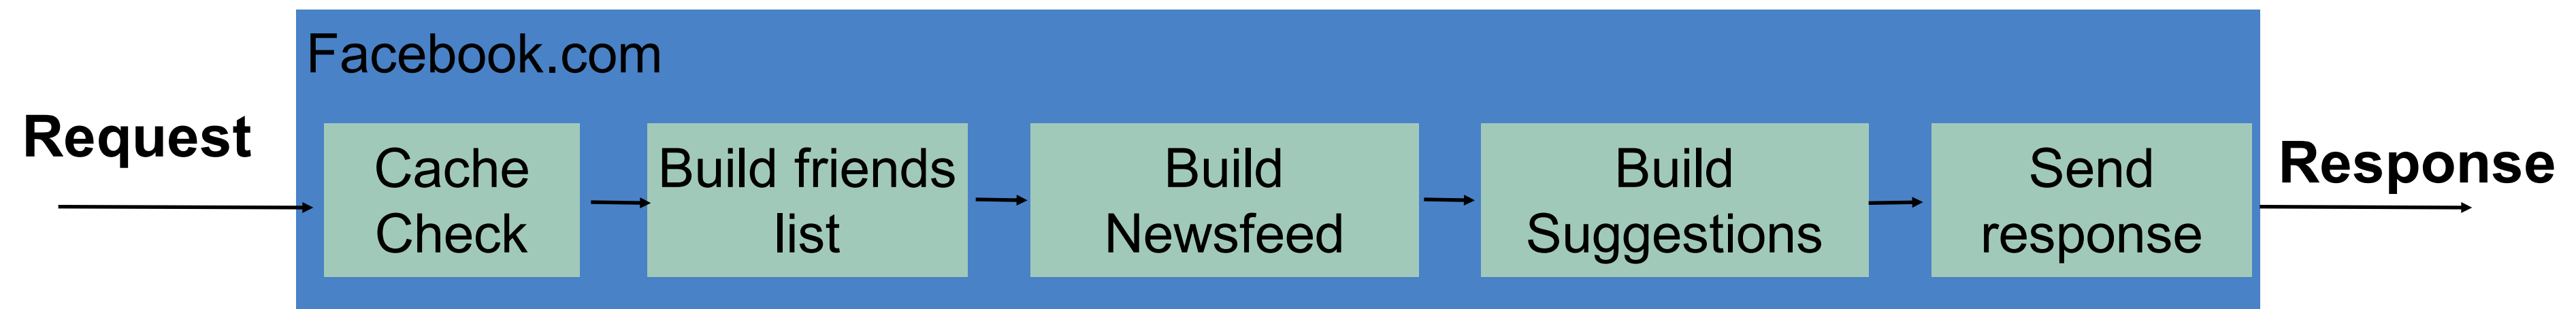 Facebook.com
Request
Cache
Check
Build friends
list
Build
Newsfeed
Build
Suggestions
Send
response
Response